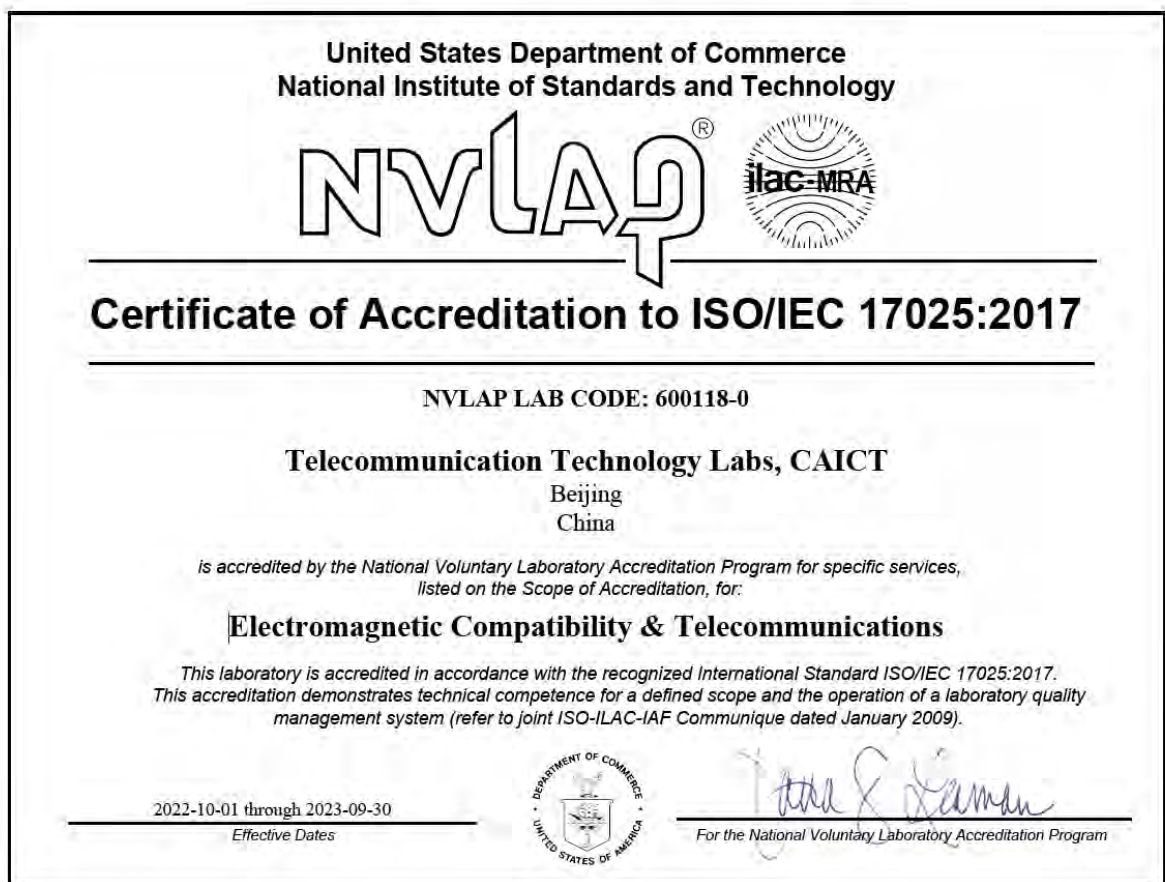 United States Department of Commerce
National Institute of Standards and Technology
NVLAP®
ilac-MRA
Certificate of Accreditation to ISO/IEC 17025:2017
NVLAP LAB CODE: 600118-0
Telecommunication Technology Labs, CAICT
Beijing
China
is accredited by the National Voluntary Laboratory Accreditation Program for specific services,
listed on the Scope of Accreditation, for:
Electromagnetic Compatibility & Telecommunications
This laboratory is accredited in accordance with the recognized International Standard ISO/IEC 17025:2017.
This accreditation demonstrates technical competence for a defined scope and the operation of a laboratory quality
management system (refer to joint ISO-ILAC-IAF Communique dated January 2009).
2022-10-01 through 2023-09-30
Effective Dates
DEPARTMENT OF COMMERCE
UNITED STATES OF AMERICA
For the National Voluntary Laboratory Accreditation Program